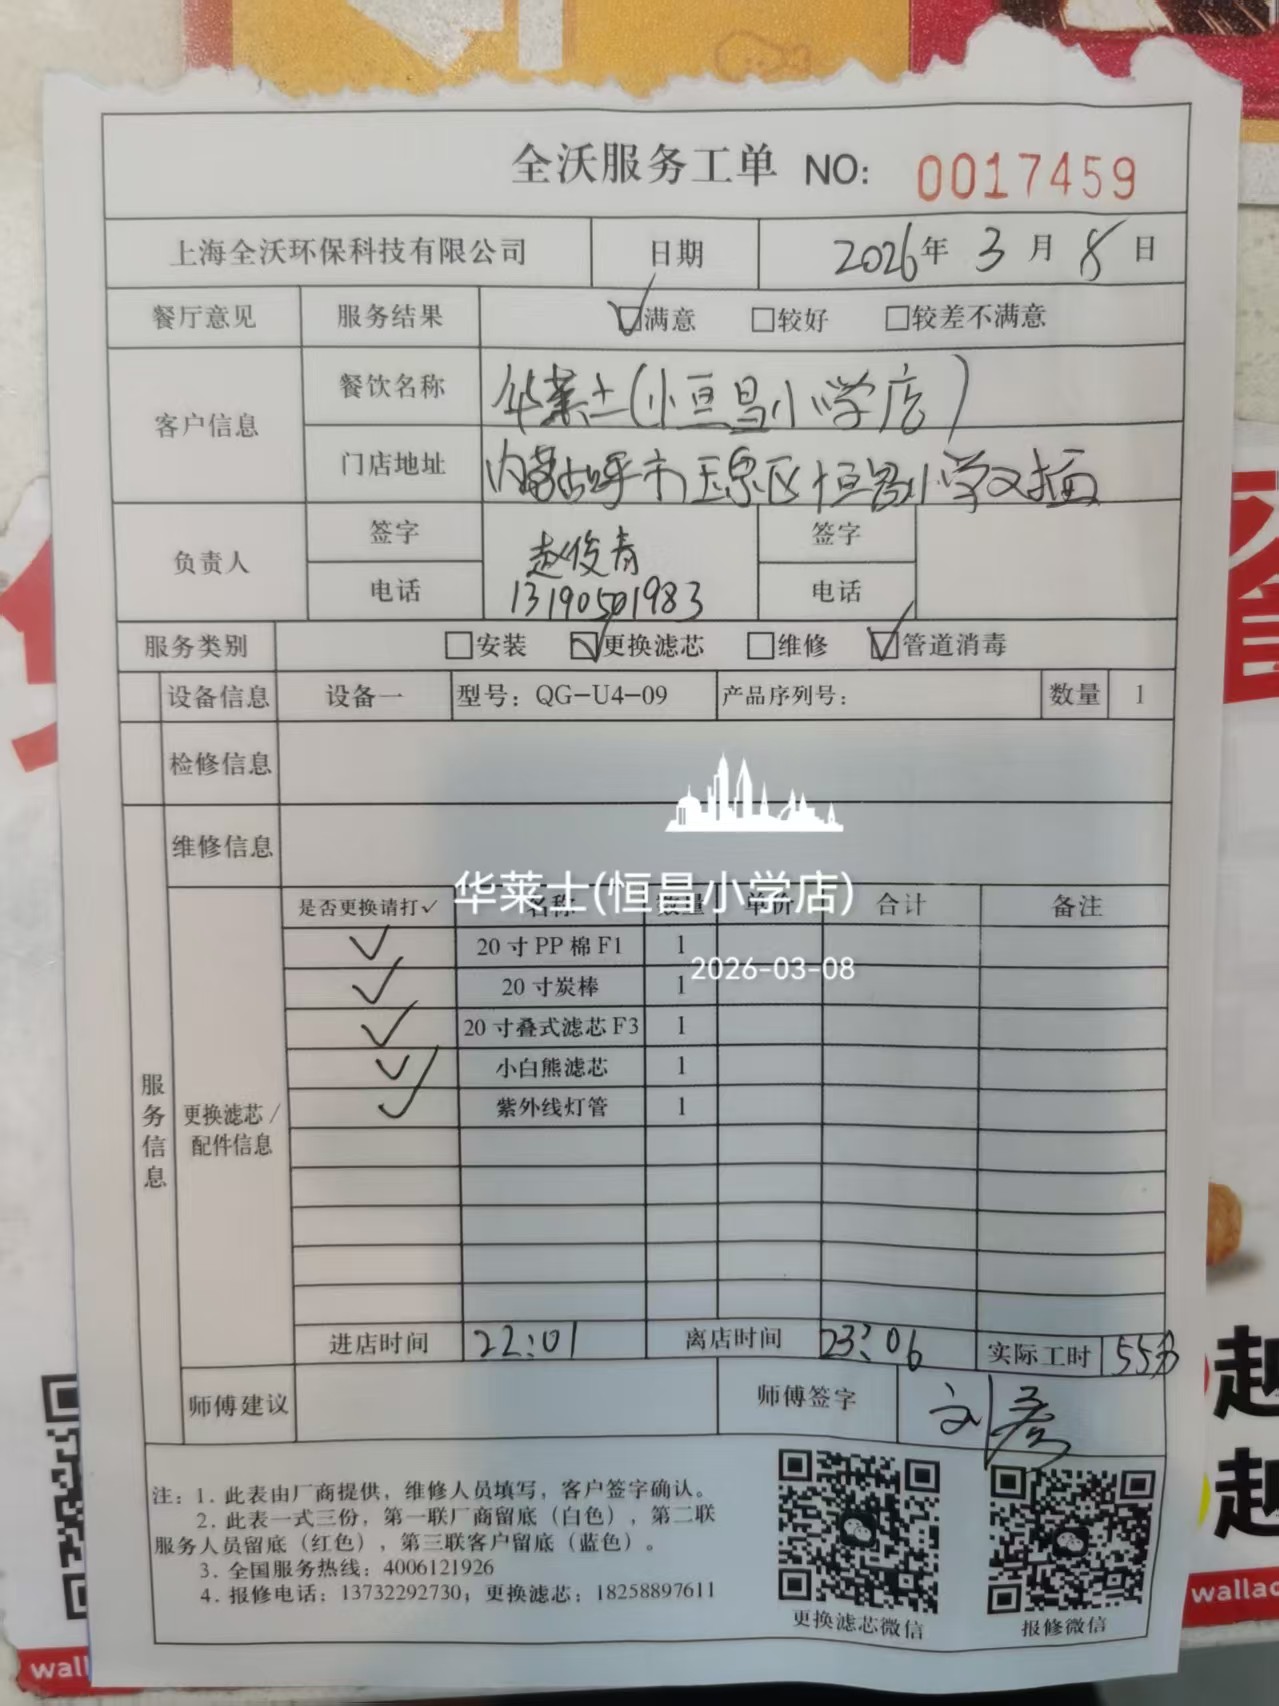 全沃服务工单 NO: 0017459
上海全沃环保科技有限公司 日期 2026年 3月 8日
餐厅意见 服务结果 ☑满意 □较好 □较差不满意
客户信息 餐饮名称 华莱士(小恒昌小学店)
门店地址 内蒙古呼市玉泉区恒昌小学
负责人 签字 赵俊青 签字
电话 13190501983 电话
服务类别 □安装 ☑更换滤芯 □维修 ☑管道消毒
设备信息 设备一 型号: QG-U4-09 产品序列号: 数量 1
检修信息
维修信息
华莱士(恒昌小学店)
2026-03-08
服务信息
更换滤芯/配件信息
是否更换请打✓ 名称 数量 单价 合计 备注
✓ 20寸PP棉F1 1
✓ 20寸炭棒 1
✓ 20寸叠式滤芯F3 1
✓ 小白熊滤芯 1
✓ 紫外线灯管 1
进店时间 22:01 离店时间 23:06 实际工时 55分
师傅建议 师傅签字 刘彦
注: 1. 此表由厂商提供, 维修人员填写, 客户签字确认。
2. 此表一式三份, 第一联厂商留底(白色), 第二联
服务人员留底(红色), 第三联客户留底(蓝色)。
3. 全国服务热线: 4006121926
4. 报修电话: 13732292730; 更换滤芯: 18258897611
更换滤芯微信 报修微信
越
越
wallac
wall